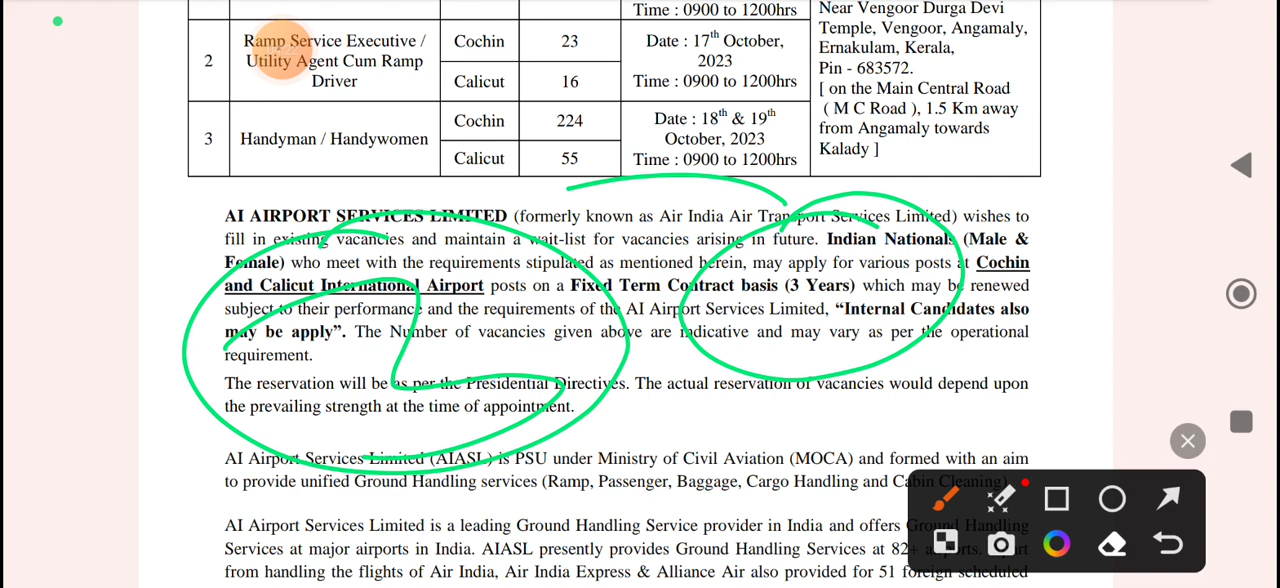 Time : 0900 to 1200hrs
Near Vengoor Durga Devi
Temple, Vengoor, Angamaly,
Ernakulam, Kerala,
Pin - 683572.
[ on the Main Central Road
( M C Road ), 1.5 Km away
from Angamaly towards
Kalady ]
2
Ramp Service Executive /
Utility Agent Cum Ramp
Driver
Cochin
23
Calicut
16
Date : 17th October,
2023
Time : 0900 to 1200hrs
3
Handyman / Handywomen
Cochin
224
Calicut
55
Date : 18th & 19th
October, 2023
Time : 0900 to 1200hrs
AI AIRPORT SERVICES LIMITED (formerly known as Air India Air Transport Services Limited) wishes to
fill in existing vacancies and maintain a wait-list for vacancies arising in future. Indian Nationals (Male &
Female) who meet with the requirements stipulated as mentioned herein, may apply for various posts at Cochin
and Calicut International Airport posts on a Fixed Term Contract basis (3 Years) which may be renewed
subject to their performance and the requirements of the AI Airport Services Limited, “Internal Candidates also
may be apply”. The Number of vacancies given above are indicative and may vary as per the operational
requirement.
The reservation will be as per the Presidential Directives. The actual reservation of vacancies would depend upon
the prevailing strength at the time of appointment.
AI Airport Services Limited (AIASL) is PSU under Ministry of Civil Aviation (MOCA) and formed with an aim
to provide unified Ground Handling services (Ramp, Passenger, Baggage, Cargo Handling and Cabin Cleaning)
AI Airport Services Limited is a leading Ground Handling Service provider in India and offers Ground Handling
Services at major airports in India. AIASL presently provides Ground Handling Services at 82+
from handling the flights of Air India, Air India Express & Alliance Air also provided for 51 foreign scheduled